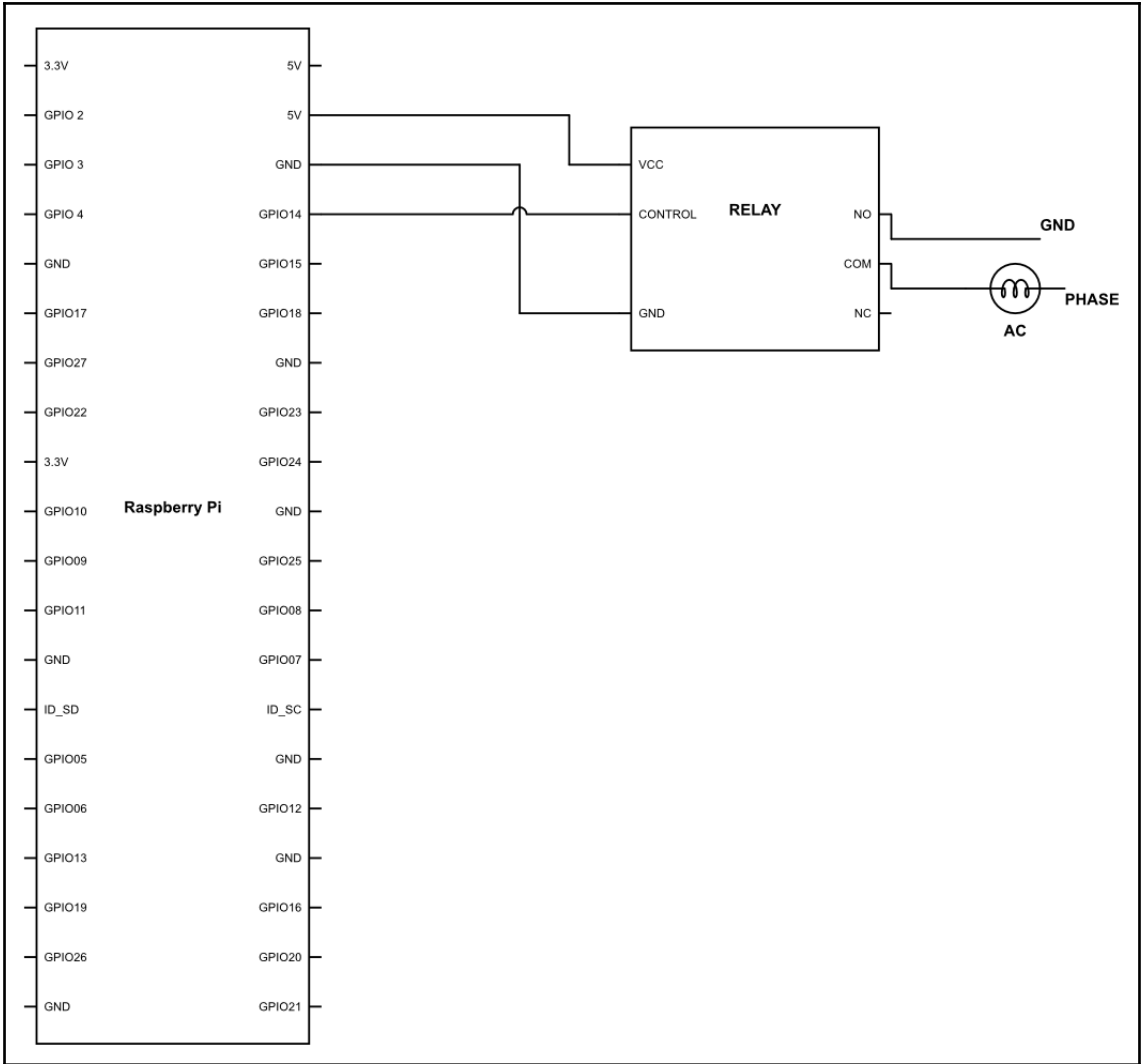 3.3V
GPIO 2
GPIO 3
GPIO 4
GND
GPIO17
GPIO27
GPIO22
3.3V
GPIO10
GPIO09
GPIO11
GND
ID_SD
GPIO05
GPIO06
GPIO13
GPIO19
GPIO26
GND
Raspberry Pi
5V
5V
GND
GPIO14
GPIO15
GPIO18
GND
GPIO23
GPIO24
GND
GPIO25
GPIO08
GPIO07
ID_SC
GND
GPIO12
GND
GPIO16
GPIO20
GPIO21
VCC
CONTROL
GND
RELAY
NO
COM
NC
GND
PHASE
AC